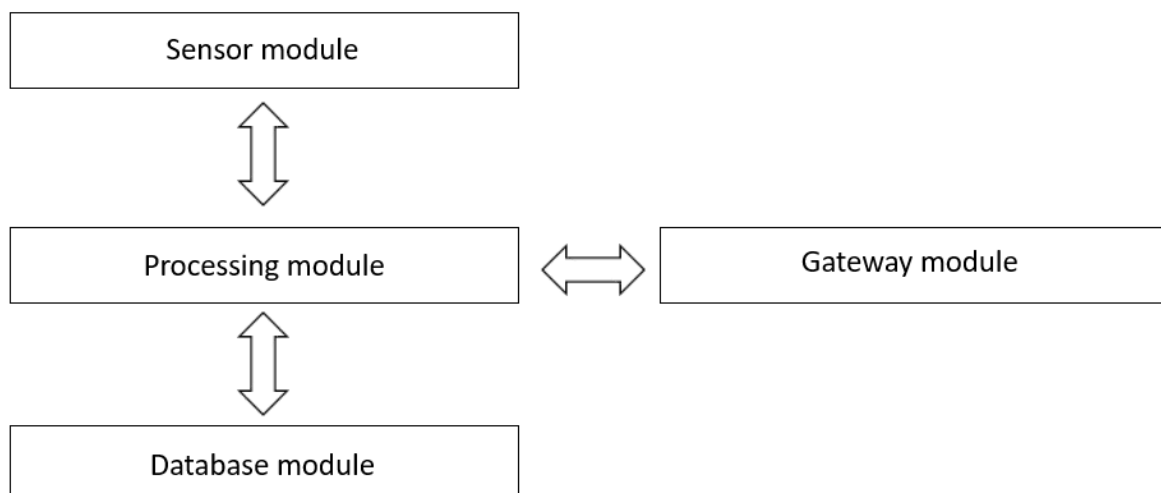 Sensor module
Processing module
Gateway module
Database module